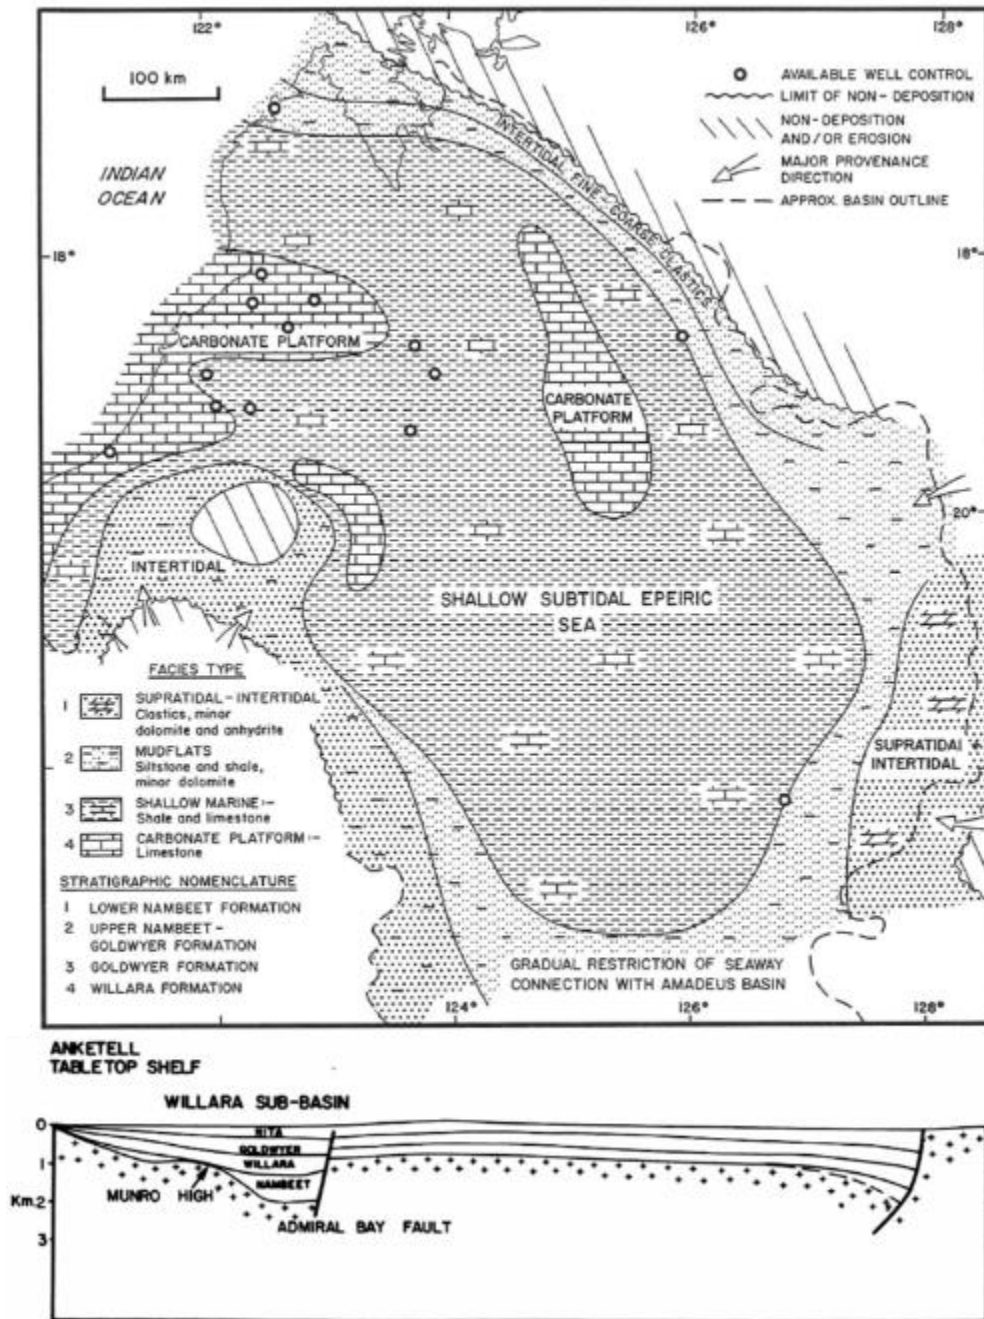 122°
126°
128°
100 km
AVAILABLE WELL CONTROL
LIMIT OF NON-DEPOSITION
NON-DEPOSITION
AND/OR EROSION
MAJOR PROVENANCE
DIRECTION
APPROX. BASIN OUTLINE
INDIAN
OCEAN
INTERTIDAL FINE-COARSE CLASTICS
18°
18°
CARBONATE PLATFORM
CARBONATE
PLATFORM
20°
INTERTIDAL
SHALLOW SUBTIDAL EPEIRIC
SEA
FACIES TYPE
1 SUPRATIDAL-INTERTIDAL
Clastics, minor
dolomite and anhydrite
2 MUDFLATS
Siltstone and shale,
minor dolomite
3 SHALLOW MARINE:-
Shale and limestone
4 CARBONATE PLATFORM:-
Limestone
SUPRATIDAL
INTERTIDAL
STRATIGRAPHIC NOMENCLATURE
1 LOWER NAMBEET FORMATION
2 UPPER NAMBEET-
GOLDWYER FORMATION
3 GOLDWYER FORMATION
4 WILLARA FORMATION
GRADUAL RESTRICTION OF SEAWAY
CONNECTION WITH AMADEUS BASIN
124°
126°
128°
ANKETELL
TABLETOP SHELF
WILLARA SUB-BASIN
0
NITA
GOLDWYER
1
WILLARA
NAMBEET
MUNRO HIGH
Km.2
ADMIRAL BAY FAULT
3